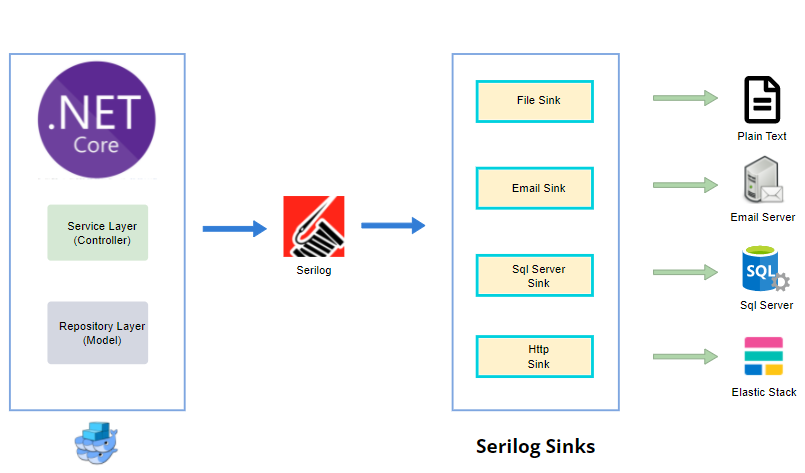 .NET
Core
Service Layer
(Controller)
Repository Layer
(Model)
Serilog
File Sink
Email Sink
Sql Server
Sink
Http
Sink
Serilog Sinks
Plain Text
Email Server
SQL
Sql Server
Elastic Stack